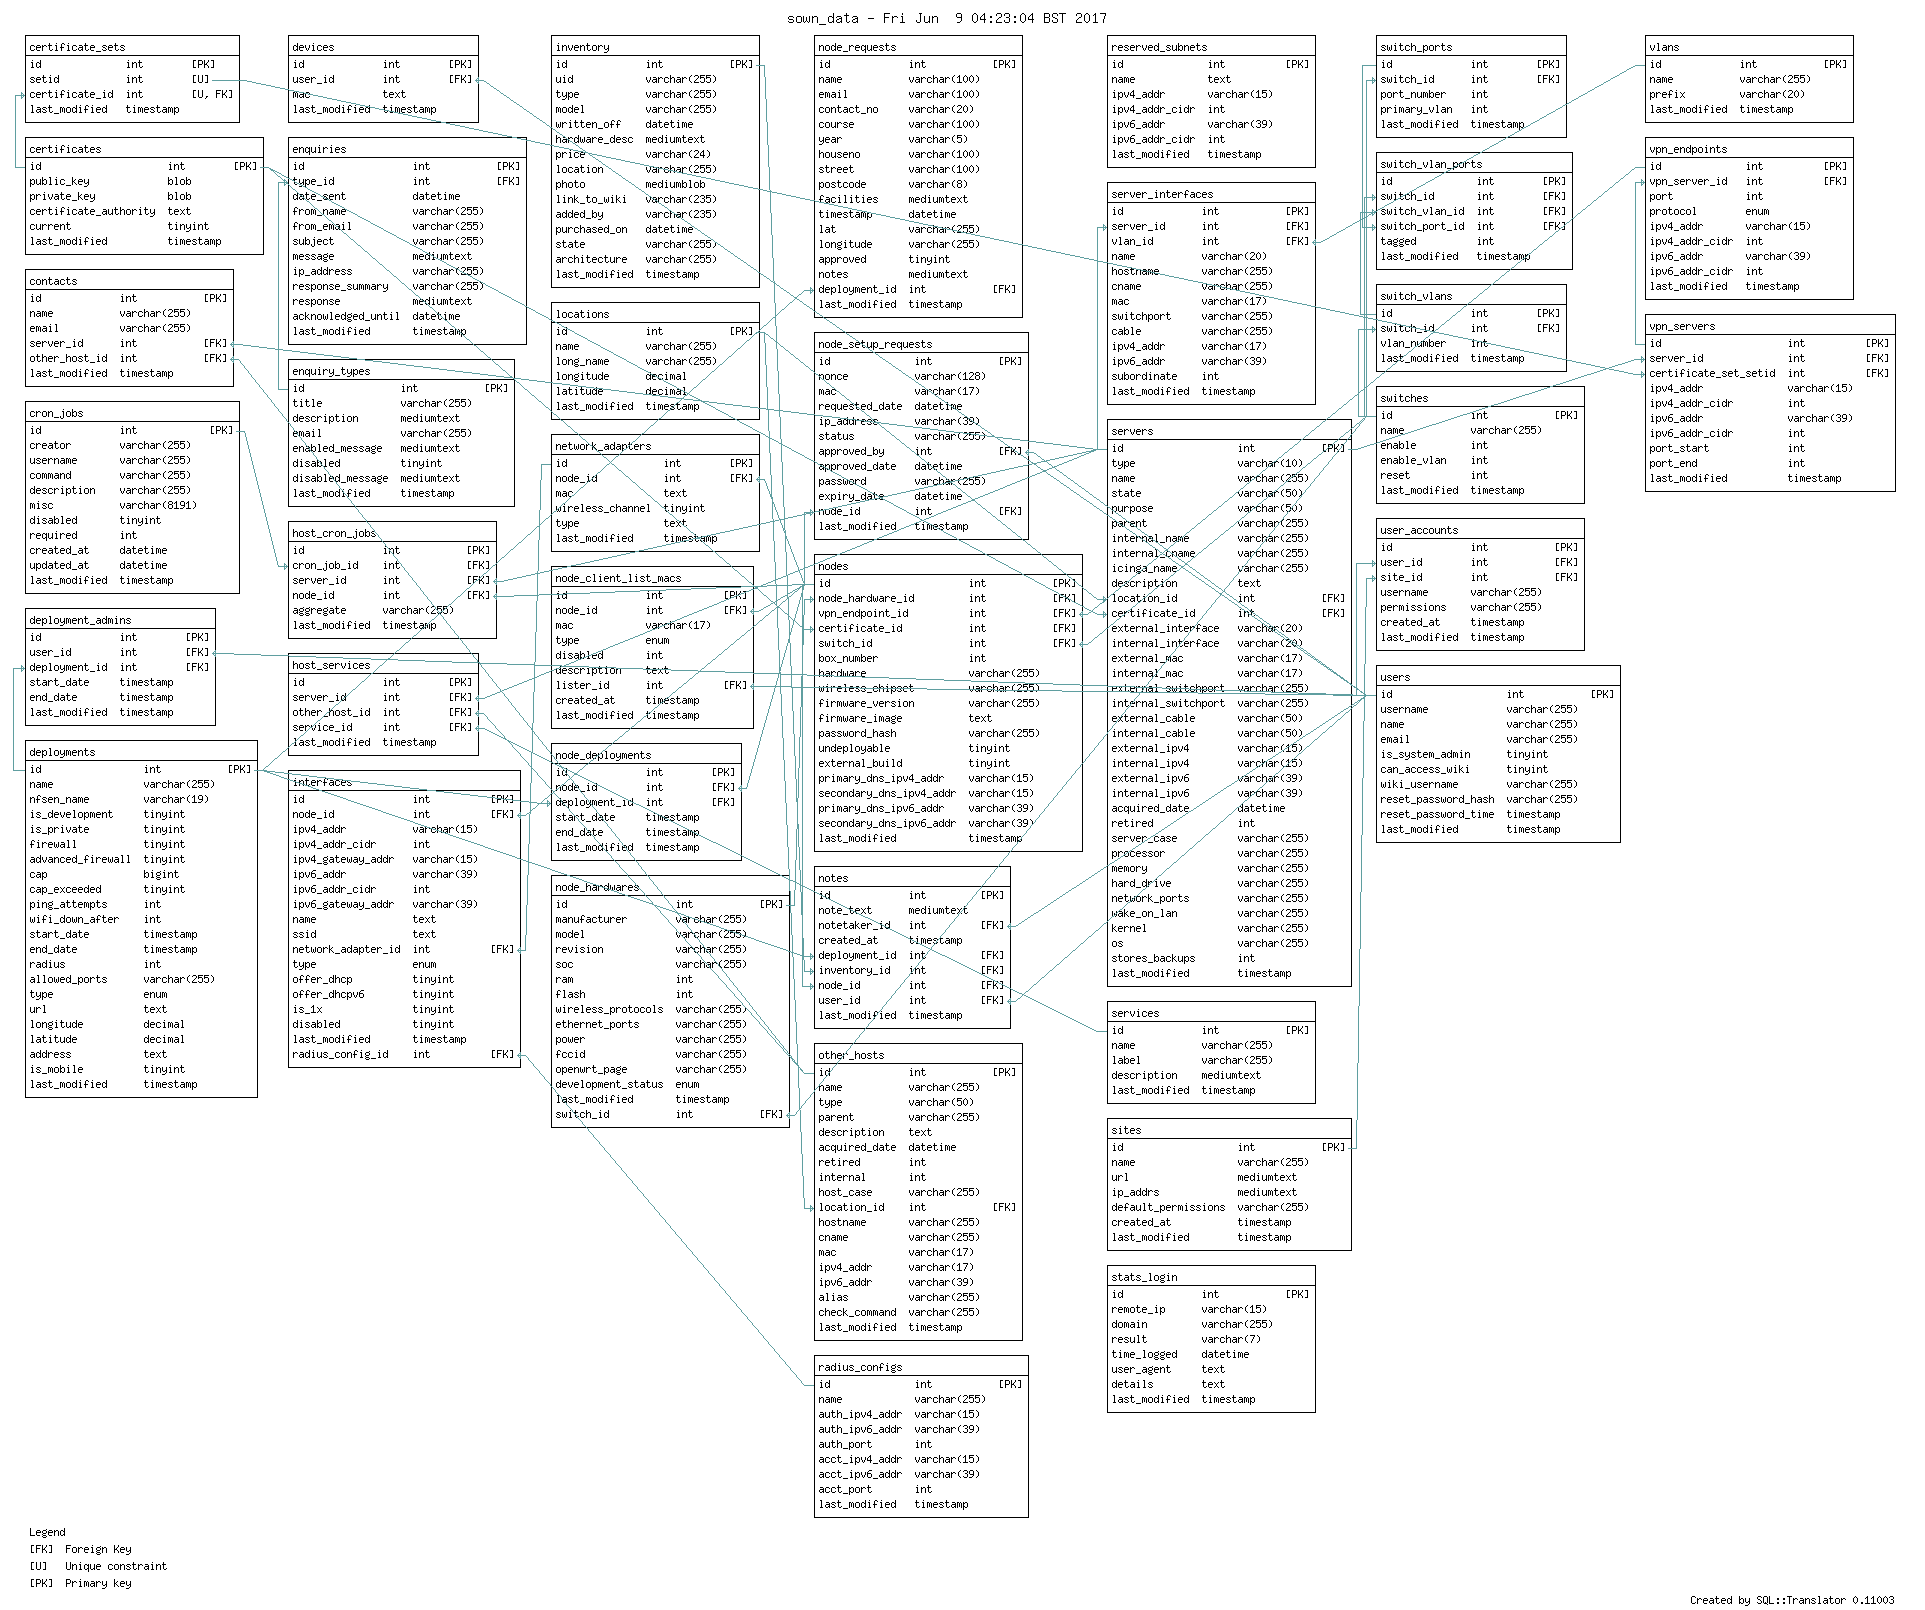 sown_data - Fri Jun  9 04:23:04 BST 2017
certificate_sets
id int [PK]
setid int [U]
certificate_id int [U, FK]
last_modified timestamp
certificates
id int [PK]
public_key blob
private_key blob
certificate_authority text
current tinyint
last_modified timestamp
contacts
id int [PK]
name varchar(255)
email varchar(255)
server_id int [FK]
other_host_id int [FK]
last_modified timestamp
cron_jobs
id int [PK]
creator varchar(255)
username varchar(255)
command varchar(255)
description varchar(255)
misc varchar(8191)
disabled tinyint
required int
created_at datetime
updated_at datetime
last_modified timestamp
deployment_admins
id int [PK]
user_id int [FK]
deployment_id int [FK]
start_date timestamp
end_date timestamp
last_modified timestamp
deployments
id int [PK]
name varchar(255)
nfsen_name varchar(19)
is_development tinyint
is_private tinyint
firewall tinyint
advanced_firewall tinyint
cap bigint
cap_exceeded tinyint
ping_attempts int
wifi_down_after int
start_date timestamp
end_date timestamp
radius int
allowed_ports varchar(255)
type enum
url text
longitude decimal
latitude decimal
address text
is_mobile tinyint
last_modified timestamp
devices
id int [PK]
user_id int [FK]
mac text
last_modified timestamp
enquiries
id int [PK]
type_id int [FK]
date_sent datetime
from_name varchar(255)
from_email varchar(255)
subject varchar(255)
message mediumtext
ip_address varchar(255)
response_summary varchar(255)
response mediumtext
acknowledged_until datetime
last_modified timestamp
enquiry_types
id int [PK]
title varchar(255)
description mediumtext
email varchar(255)
enabled_message mediumtext
disabled tinyint
disabled_message mediumtext
last_modified timestamp
host_cron_jobs
id int [PK]
cron_job_id int [FK]
server_id int [FK]
node_id int [FK]
aggregate varchar(255)
last_modified timestamp
host_services
id int [PK]
server_id int [FK]
other_host_id int [FK]
service_id int [FK]
last_modified timestamp
interfaces
id int [PK]
node_id int [FK]
ipv4_addr varchar(15)
ipv4_addr_cidr int
ipv4_gateway_addr varchar(15)
ipv6_addr varchar(39)
ipv6_addr_cidr int
ipv6_gateway_addr varchar(39)
name text
ssid text
network_adapter_id int [FK]
type enum
offer_dhcp tinyint
offer_dhcpv6 tinyint
is_1x tinyint
disabled tinyint
last_modified timestamp
radius_config_id int [FK]
inventory
id int [PK]
uid varchar(255)
type varchar(255)
model varchar(255)
written_off datetime
hardware_desc mediumtext
price varchar(24)
location varchar(255)
photo mediumblob
link_to_wiki varchar(235)
added_by varchar(235)
purchased_on datetime
state varchar(255)
architecture varchar(255)
last_modified timestamp
locations
id int [PK]
name varchar(255)
long_name varchar(255)
longitude decimal
latitude decimal
last_modified timestamp
network_adapters
id int [PK]
node_id int [FK]
mac text
wireless_channel tinyint
type text
last_modified timestamp
node_client_list_macs
id int [PK]
node_id int [FK]
mac varchar(17)
type enum
disabled int
description text
lister_id int [FK]
created_at timestamp
last_modified timestamp
node_deployments
id int [PK]
node_id int [FK]
deployment_id int [FK]
start_date timestamp
end_date timestamp
last_modified timestamp
node_hardwares
id int [PK]
manufacturer varchar(255)
model varchar(255)
revision varchar(255)
soc varchar(255)
ram int
flash int
wireless_protocols varchar(255)
ethernet_ports varchar(255)
power varchar(255)
fccid varchar(255)
openwrt_page varchar(255)
development_status enum
last_modified timestamp
switch_id int [FK]
node_requests
id int [PK]
name varchar(100)
email varchar(100)
contact_no varchar(20)
course varchar(100)
year varchar(5)
houseno varchar(100)
street varchar(100)
postcode varchar(8)
facilities mediumtext
timestamp datetime
lat varchar(255)
longitude varchar(255)
approved tinyint
notes mediumtext
deployment_id int [FK]
last_modified timestamp
node_setup_requests
id int [PK]
nonce varchar(128)
mac varchar(17)
requested_date datetime
ip_address varchar(39)
status varchar(255)
approved_by int [FK]
approved_date datetime
password varchar(255)
expiry_date datetime
node_id int [FK]
last_modified timestamp
nodes
id int [PK]
node_hardware_id int [FK]
vpn_endpoint_id int [FK]
certificate_id int [FK]
switch_id int [FK]
box_number int
hardware varchar(255)
wireless_chipset varchar(255)
firmware_version varchar(255)
firmware_image text
password_hash varchar(255)
undeployable tinyint
external_build tinyint
primary_dns_ipv4_addr varchar(15)
secondary_dns_ipv4_addr varchar(15)
primary_dns_ipv6_addr varchar(39)
secondary_dns_ipv6_addr varchar(39)
last_modified timestamp
notes
id int [PK]
note_text mediumtext
notetaker_id int [FK]
created_at timestamp
deployment_id int [FK]
inventory_id int [FK]
node_id int [FK]
user_id int [FK]
last_modified timestamp
other_hosts
id int [PK]
name varchar(255)
type varchar(50)
parent varchar(255)
description text
acquired_date datetime
retired int
internal int
host_case varchar(255)
location_id int [FK]
hostname varchar(255)
cname varchar(255)
mac varchar(17)
ipv4_addr varchar(17)
ipv6_addr varchar(39)
alias varchar(255)
check_command varchar(255)
last_modified timestamp
radius_configs
id int [PK]
name varchar(255)
auth_ipv4_addr varchar(15)
auth_ipv6_addr varchar(39)
auth_port int
acct_ipv4_addr varchar(15)
acct_ipv6_addr varchar(39)
acct_port int
last_modified timestamp
reserved_subnets
id int [PK]
name text
ipv4_addr varchar(15)
ipv4_addr_cidr int
ipv6_addr varchar(39)
ipv6_addr_cidr int
last_modified timestamp
server_interfaces
id int [PK]
server_id int [FK]
vlan_id int [FK]
name varchar(20)
hostname varchar(255)
cname varchar(255)
mac varchar(17)
switchport varchar(255)
cable varchar(255)
ipv4_addr varchar(17)
ipv6_addr varchar(39)
subordinate int
last_modified timestamp
servers
id int [PK]
type varchar(10)
name varchar(255)
state varchar(50)
purpose varchar(50)
parent varchar(255)
internal_name varchar(255)
internal_cname varchar(255)
icinga_name varchar(255)
description text
location_id int [FK]
certificate_id int [FK]
external_interface varchar(20)
internal_interface varchar(20)
external_mac varchar(17)
internal_mac varchar(17)
external_switchport varchar(255)
internal_switchport varchar(255)
external_cable varchar(50)
internal_cable varchar(50)
external_ipv4 varchar(15)
internal_ipv4 varchar(15)
external_ipv6 varchar(39)
internal_ipv6 varchar(39)
acquired_date datetime
retired int
server_case varchar(255)
processor varchar(255)
memory varchar(255)
hard_drive varchar(255)
network_ports varchar(255)
wake_on_lan varchar(255)
kernel varchar(255)
os varchar(255)
stores_backups int
last_modified timestamp
services
id int [PK]
name varchar(255)
label varchar(255)
description mediumtext
last_modified timestamp
sites
id int [PK]
name varchar(255)
url mediumtext
ip_addrs mediumtext
default_permissions varchar(255)
created_at timestamp
last_modified timestamp
stats_login
id int [PK]
remote_ip varchar(15)
domain varchar(255)
result varchar(7)
time_logged datetime
user_agent text
details text
last_modified timestamp
switch_ports
id int [PK]
switch_id int [FK]
port_number int
primary_vlan int
last_modified timestamp
switch_vlan_ports
id int [PK]
switch_id int [FK]
switch_vlan_id int [FK]
switch_port_id int [FK]
tagged int
last_modified timestamp
switch_vlans
id int [PK]
switch_id int [FK]
vlan_number int
last_modified timestamp
switches
id int [PK]
name varchar(255)
enable int
enable_vlan int
reset int
last_modified timestamp
user_accounts
id int [PK]
user_id int [FK]
site_id int [FK]
username varchar(255)
permissions varchar(255)
created_at timestamp
last_modified timestamp
users
id int [PK]
username varchar(255)
name varchar(255)
email varchar(255)
is_system_admin tinyint
can_access_wiki tinyint
wiki_username varchar(255)
reset_password_hash varchar(255)
reset_password_time timestamp
last_modified timestamp
vlans
id int [PK]
name varchar(255)
prefix varchar(20)
last_modified timestamp
vpn_endpoints
id int [PK]
vpn_server_id int [FK]
port int
protocol enum
ipv4_addr varchar(15)
ipv4_addr_cidr int
ipv6_addr varchar(39)
ipv6_addr_cidr int
last_modified timestamp
vpn_servers
id int [PK]
server_id int [FK]
certificate_set_setid int [FK]
ipv4_addr varchar(15)
ipv4_addr_cidr int
ipv6_addr varchar(39)
ipv6_addr_cidr int
port_start int
port_end int
last_modified timestamp
Legend
[FK] Foreign Key
[U] Unique constraint
[PK] Primary key
Created by SQL::Translator 0.11003